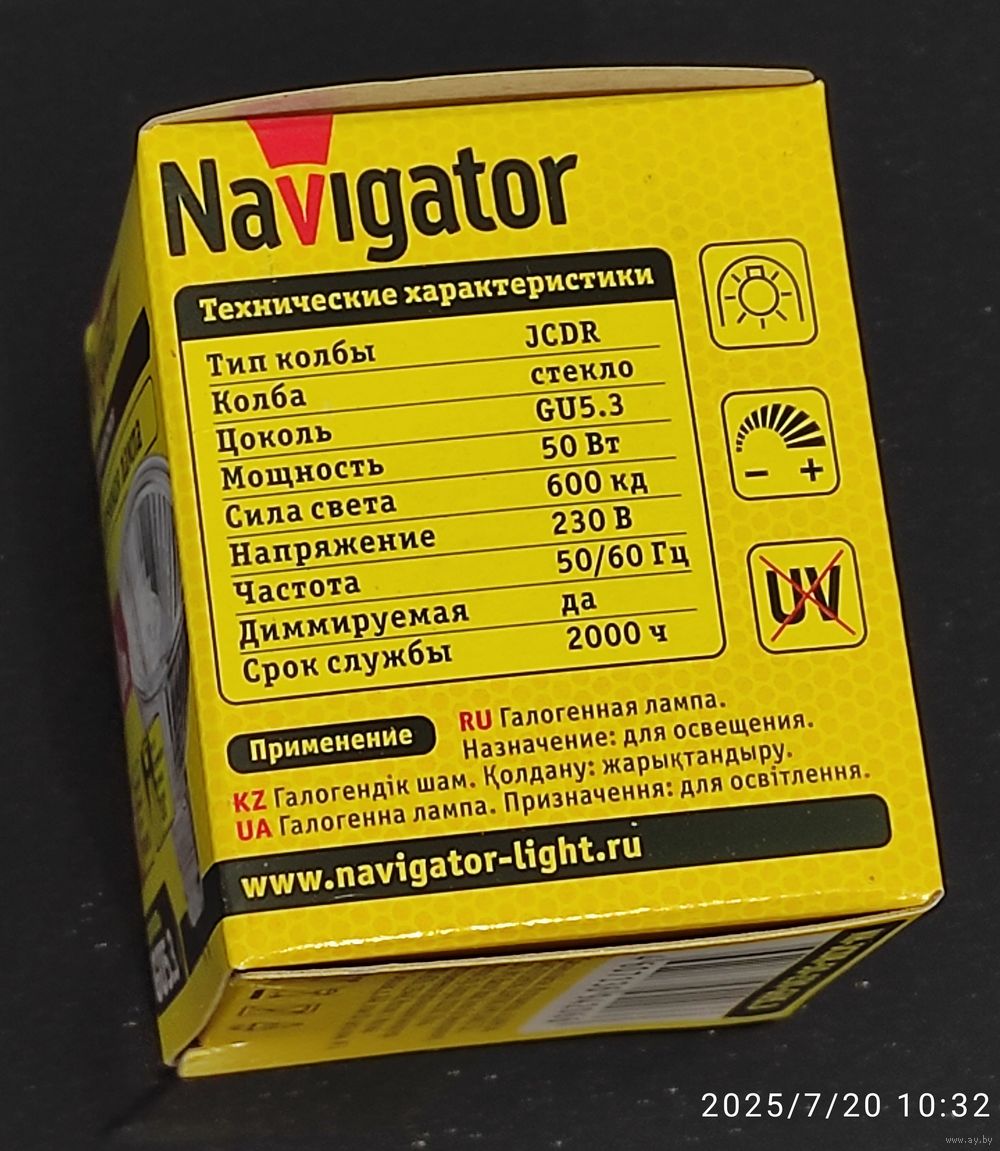 Navigator
Технические характеристики
Тип колбы JCDR
Колба стекло
Цоколь GU5.3
Мощность 50 Вт
Сила света 600 кд
Напряжение 230 В
Частота 50/60 Гц
Диммируемая да
Срок службы 2000 ч
- +
UV
Применение
RU Галогенная лампа.
Назначение: для освещения.
KZ Галогендік шам. Қолдану: жарықтандыру.
UA Галогенна лампа. Призначення: для освітлення.
www.navigator-light.ru
2025/7/20 10:32
www.ay.by